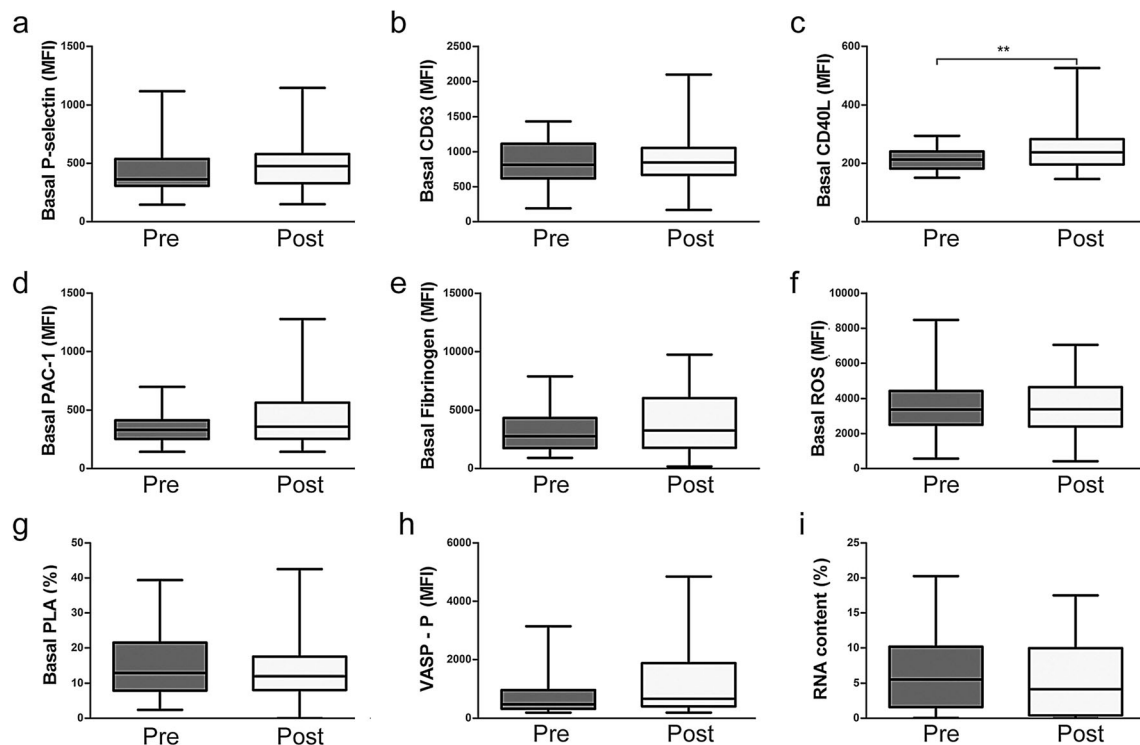 a
Basal P-selectin (MFI)
1500
1000
500
0
Pre Post
b
Basal CD63 (MFI)
2500
2000
1500
1000
500
0
Pre Post
c
Basal CD40L (MFI)
600
400
200
0
**
Pre Post
d
Basal PAC-1 (MFI)
1500
1000
500
0
Pre Post
e
Basal Fibrinogen (MFI)
15000
10000
5000
0
Pre Post
f
Basal ROS (MFI)
10000
8000
6000
4000
2000
0
Pre Post
g
Basal PLA (%)
50
40
30
20
10
0
Pre Post
h
VASP - P (MFI)
6000
4000
2000
0
Pre Post
i
RNA content (%)
25
20
15
10
5
0
Pre Post